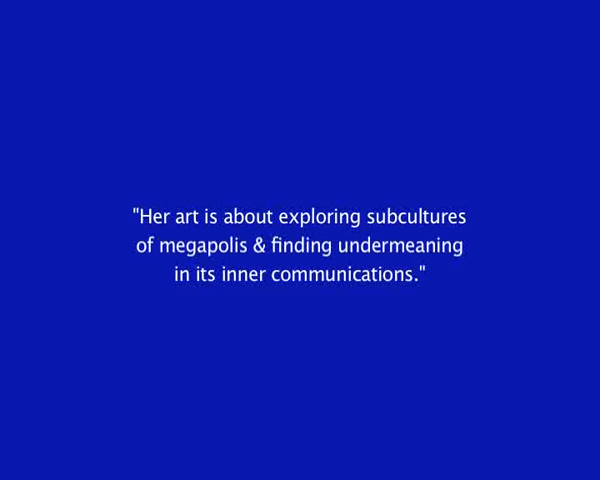 "Her art is about exploring subcultures
of megapolis & finding undermeaning
in its inner communications."